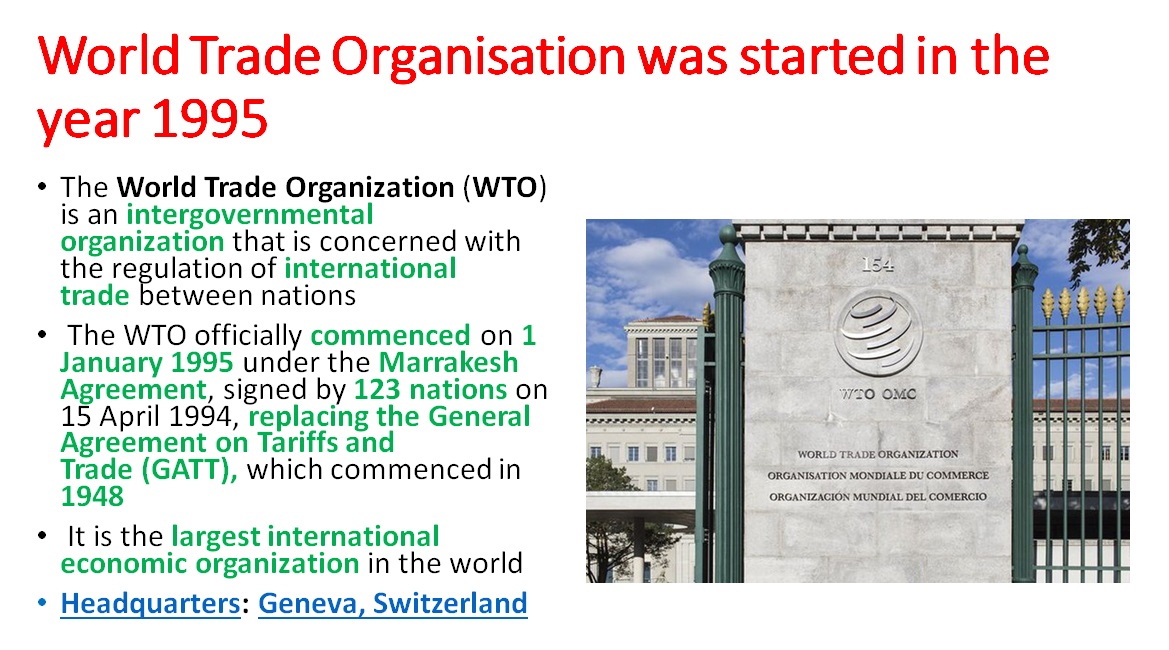 World Trade Organisation was started in the
year 1995
• The World Trade Organization (WTO)
is an intergovernmental
organization that is concerned with
the regulation of international
trade between nations
• The WTO officially commenced on 1
January 1995 under the Marrakesh
Agreement, signed by 123 nations on
15 April 1994, replacing the General
Agreement on Tariffs and
Trade (GATT), which commenced in
1948
• It is the largest international
economic organization in the world
• Headquarters: Geneva, Switzerland
154
WTO OMC
WORLD TRADE ORGANIZATION
ORGANISATION MONDIALE DU COMMERCE
ORGANIZACIÓN MUNDIAL DEL COMERCIO